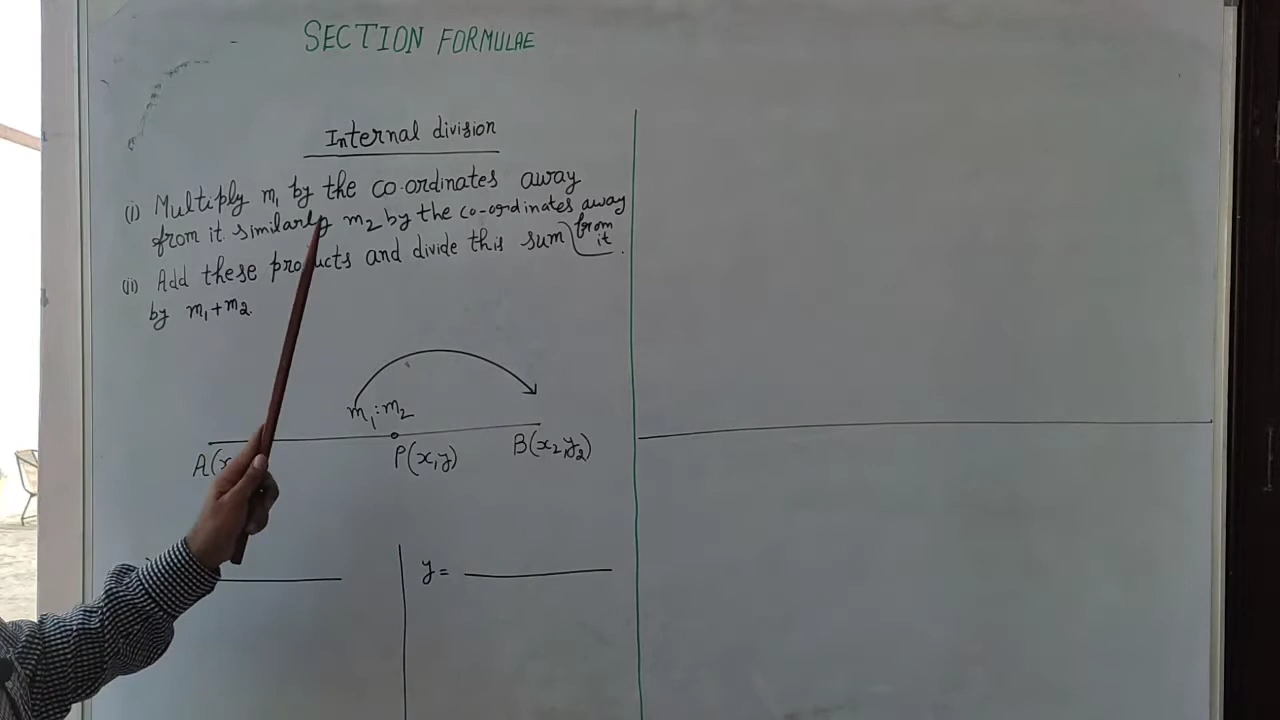 SECTION FORMULAE
Internal division
(i) Multiply m₁ by the co-ordinates away
from it similarly m₂ by the co-ordinates away from it.
(ii) Add these products and divide this sum
by m₁+m₂.
m₁:m₂
A(x P(x,y) B(x₂,y₂)
y=